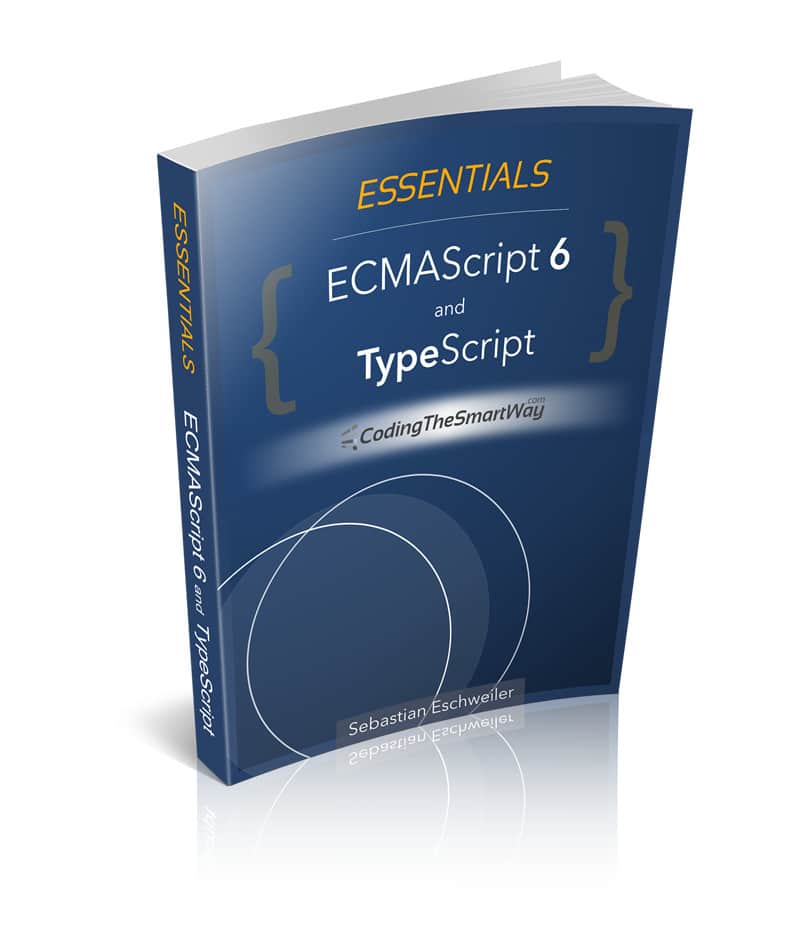 ESSENTIALS
ECMAScript 6
and
TypeScript
CodingTheSmartWay
.com
Sebastian Eschweiler
ESSENTIALS ECMAScript 6 and TypeScript